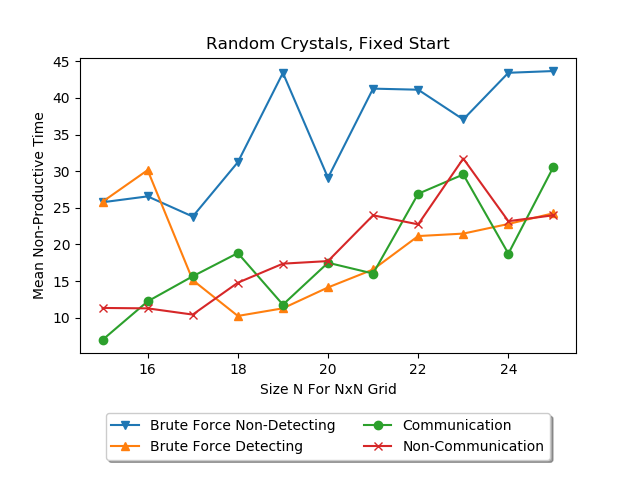 Random Crystals, Fixed Start
Mean Non-Productive Time
45
40
35
30
25
20
15
10
16 18 20 22 24
Size N For NxN Grid
Brute Force Non-Detecting Communication
Brute Force Detecting Non-Communication